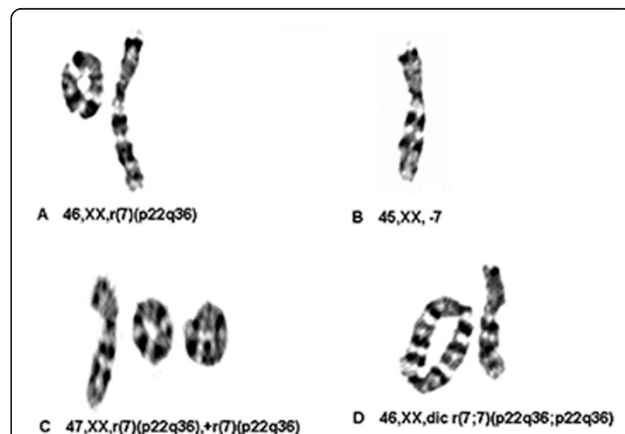 A 46,XX,r(7)(p22q36)
B 45,XX, -7
C 47,XX,r(7)(p22q36),+r(7)(p22q36)
D 46,XX,dic r(7;7)(p22q36;p22q36)